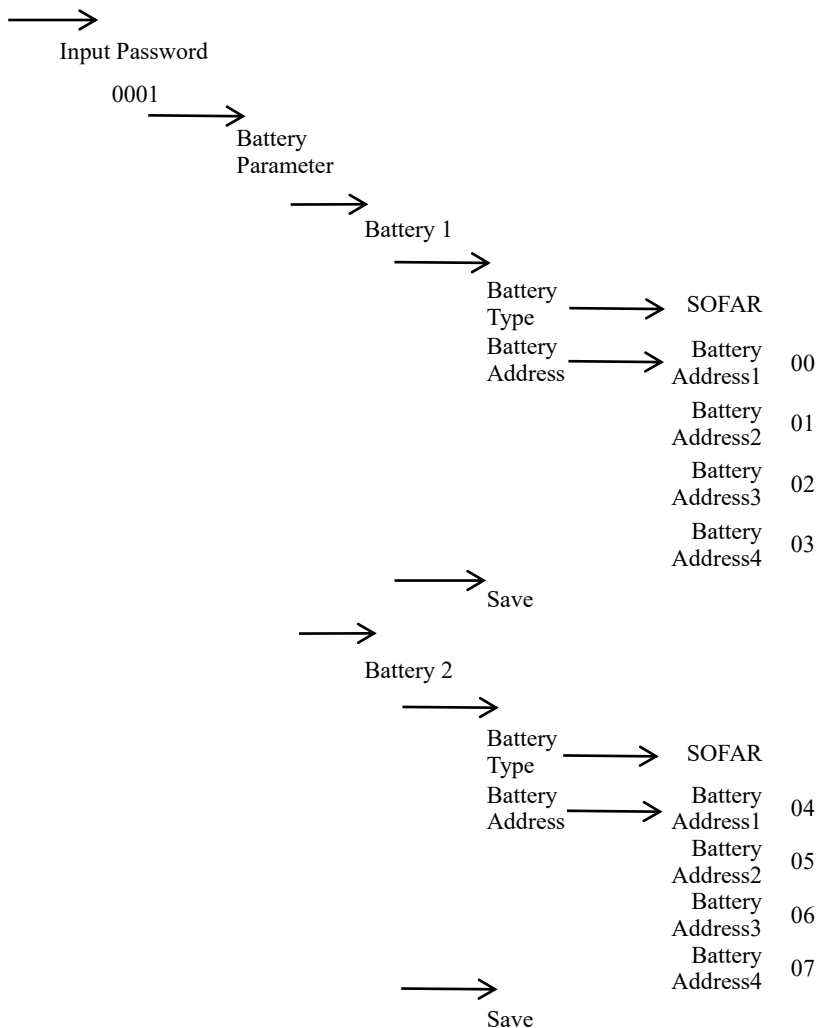 Input Password
0001
Battery
Parameter
Battery 1
Battery
Type
SOFAR
Battery
Address
Battery
Address1
00
Battery
Address2
01
Battery
Address3
02
Battery
Address4
03
Save
Battery 2
Battery
Type
SOFAR
Battery
Address
Battery
Address1
04
Battery
Address2
05
Battery
Address3
06
Battery
Address4
07
Save